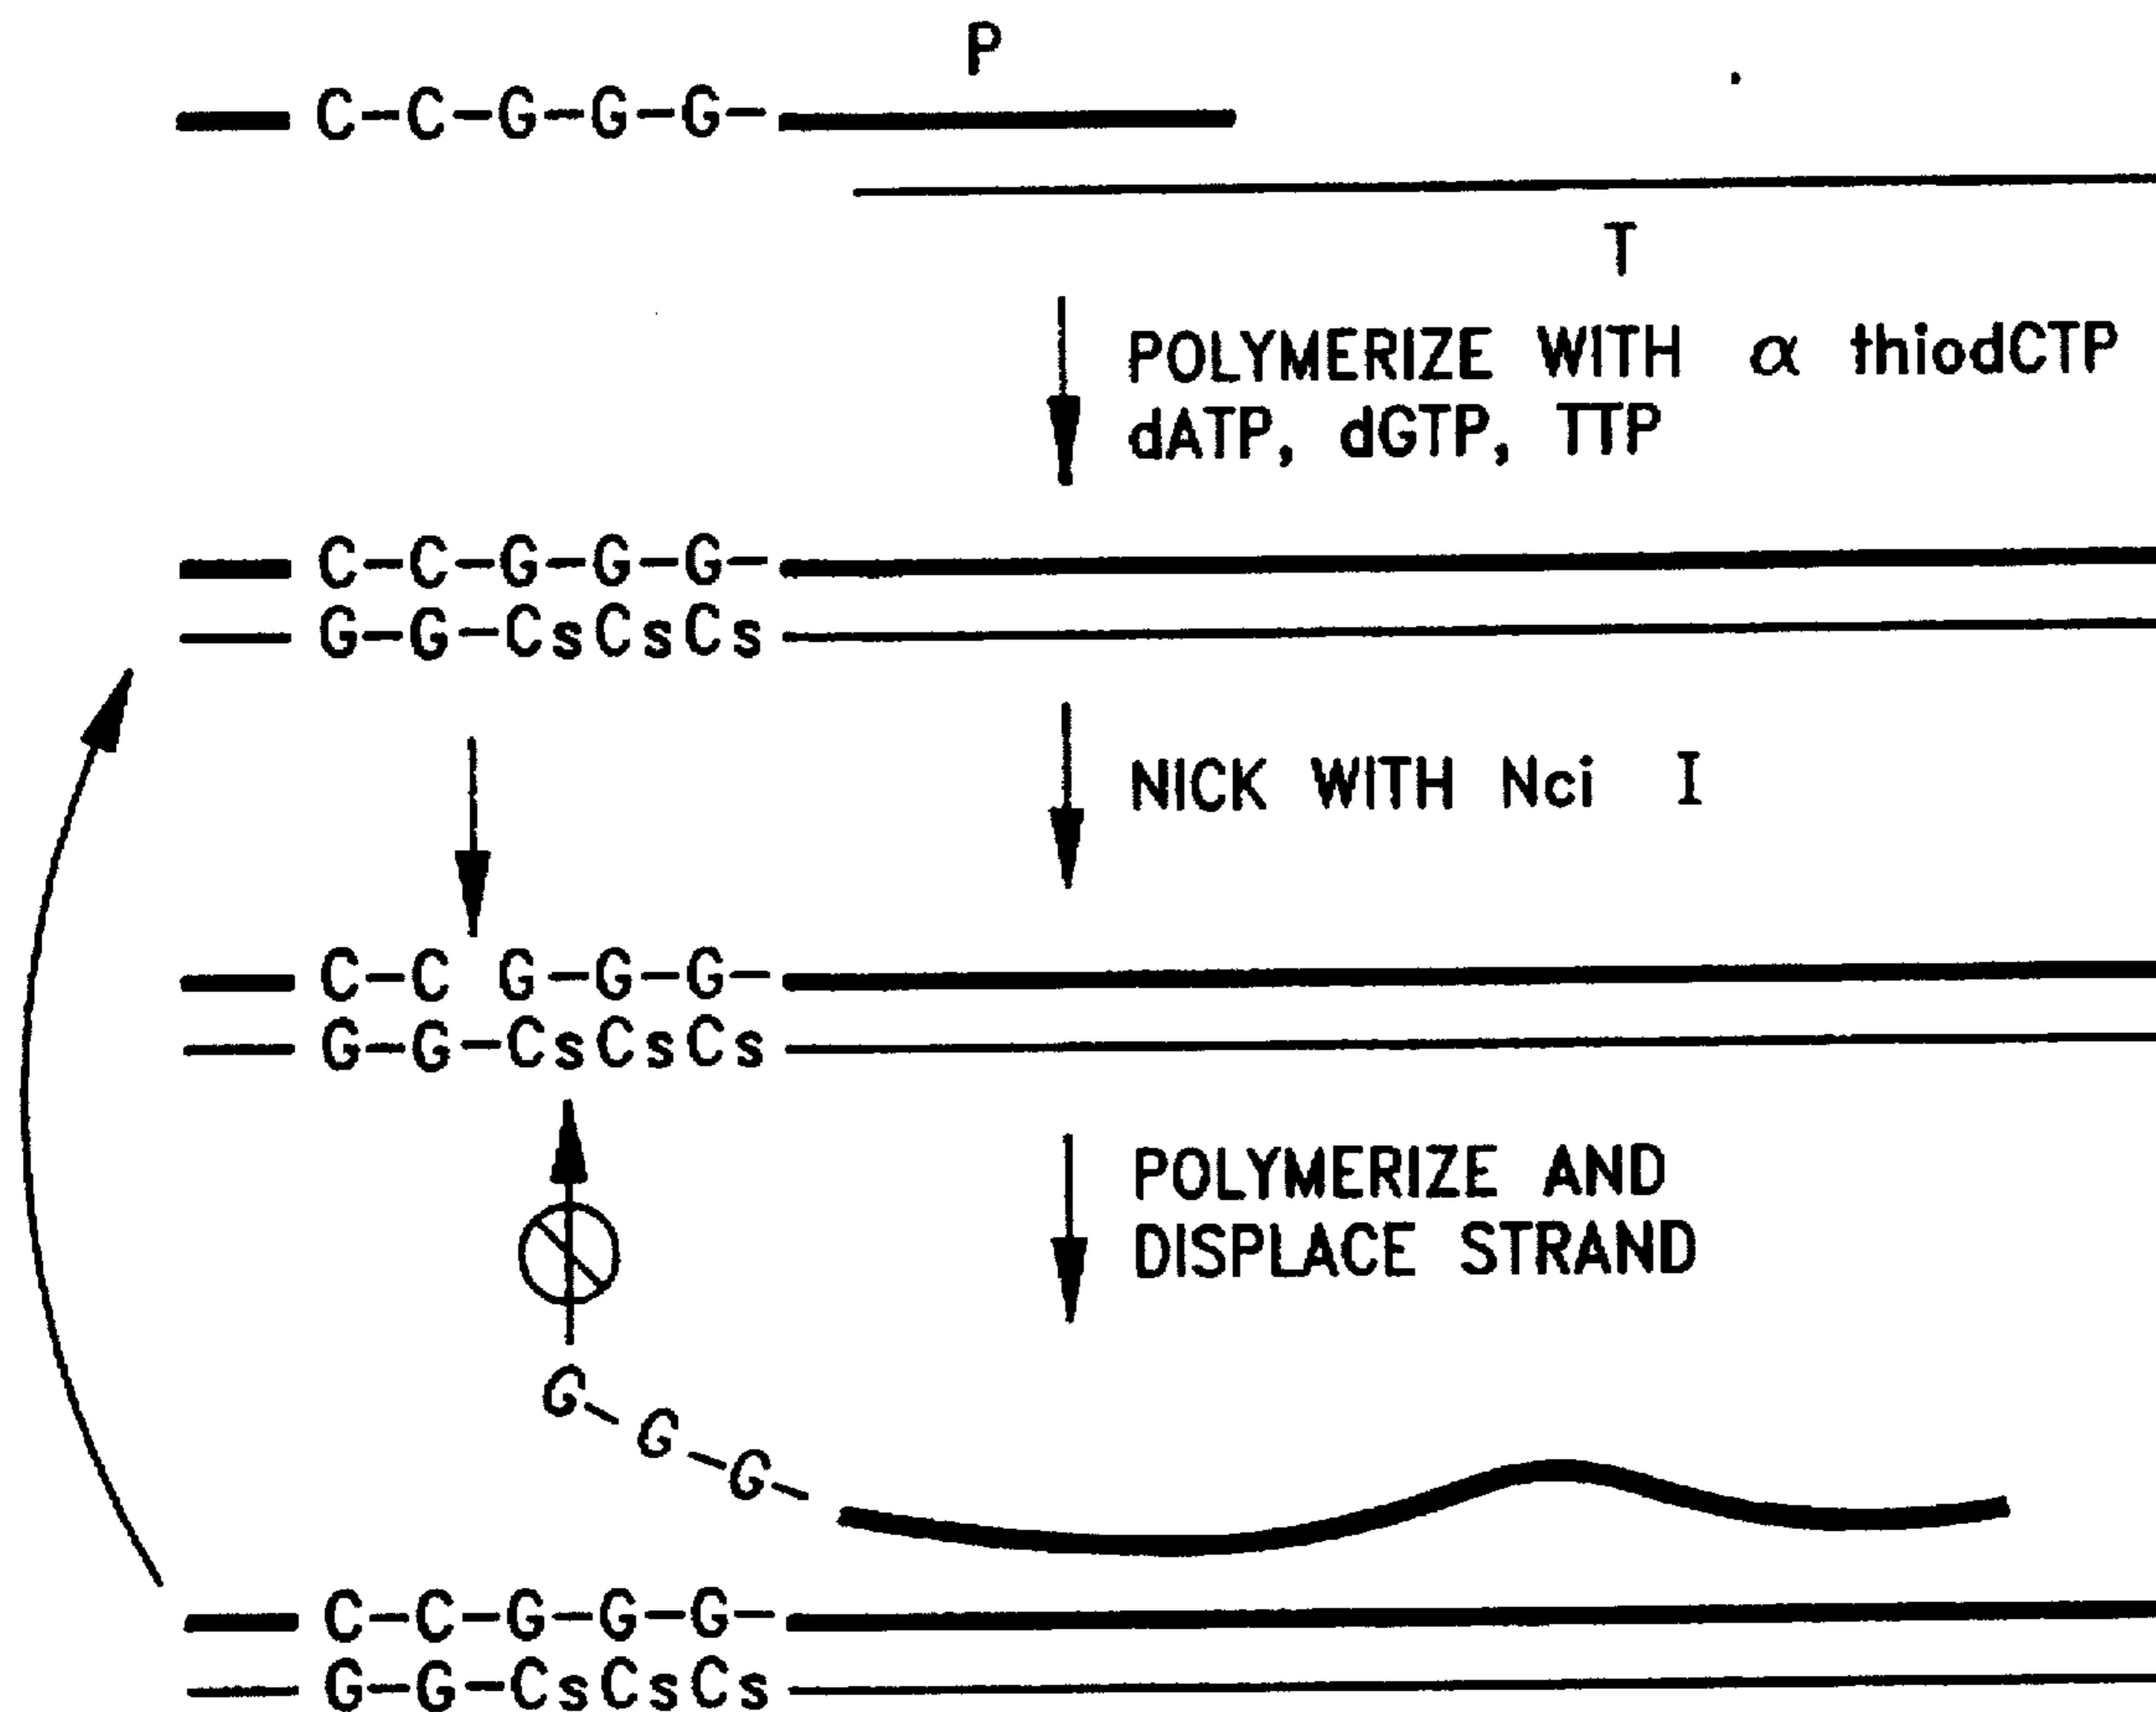 P
C-C-G-G-G-
T
POLYMERIZE WITH α thiodCTP
dATP, dGTP, TTP
C-C-G-G-G-
G-G-CsCsCs
NICK WITH Nci I
C-C G-G-G-
G-G-CsCsCs
POLYMERIZE AND
DISPLACE STRAND
G-G-G-
C-C-G-G-G-
G-G-CsCsCs